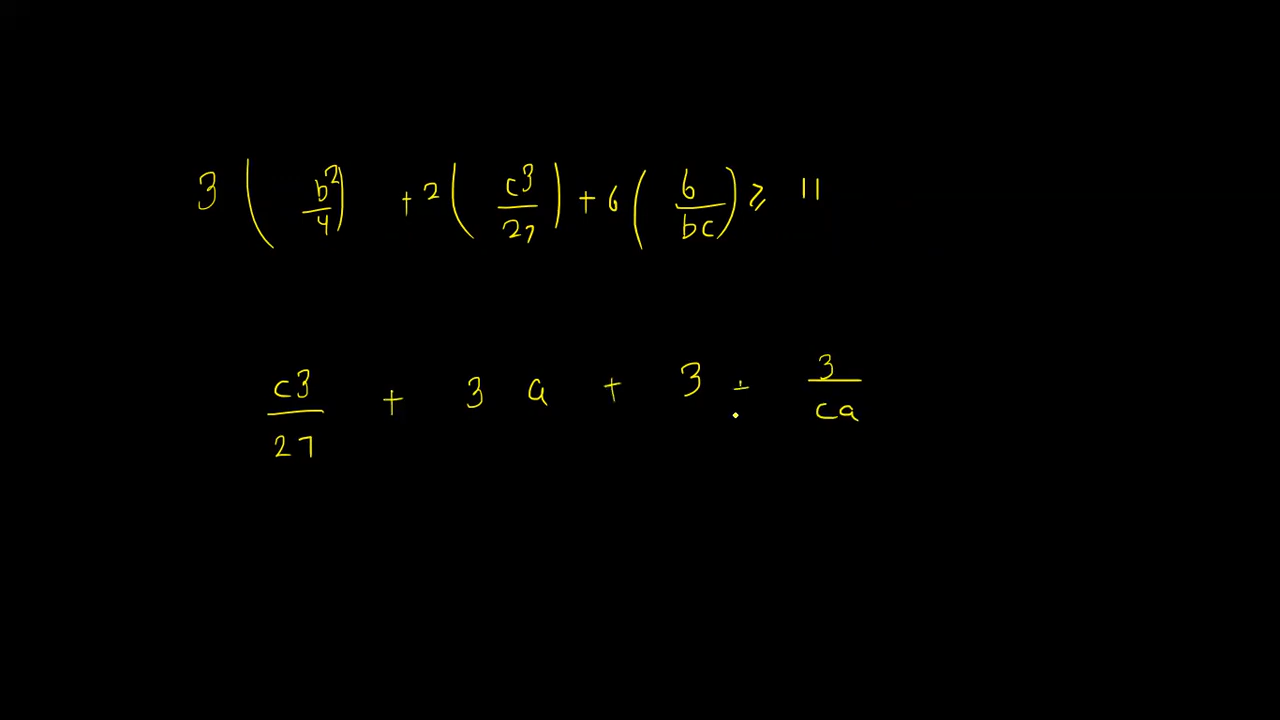 3 ( b²/4 ) + 2 ( c3/27 ) + 6 ( 6/bc ) ≥ 11
c3/27 + 3 a + 3 ÷ 3/ca